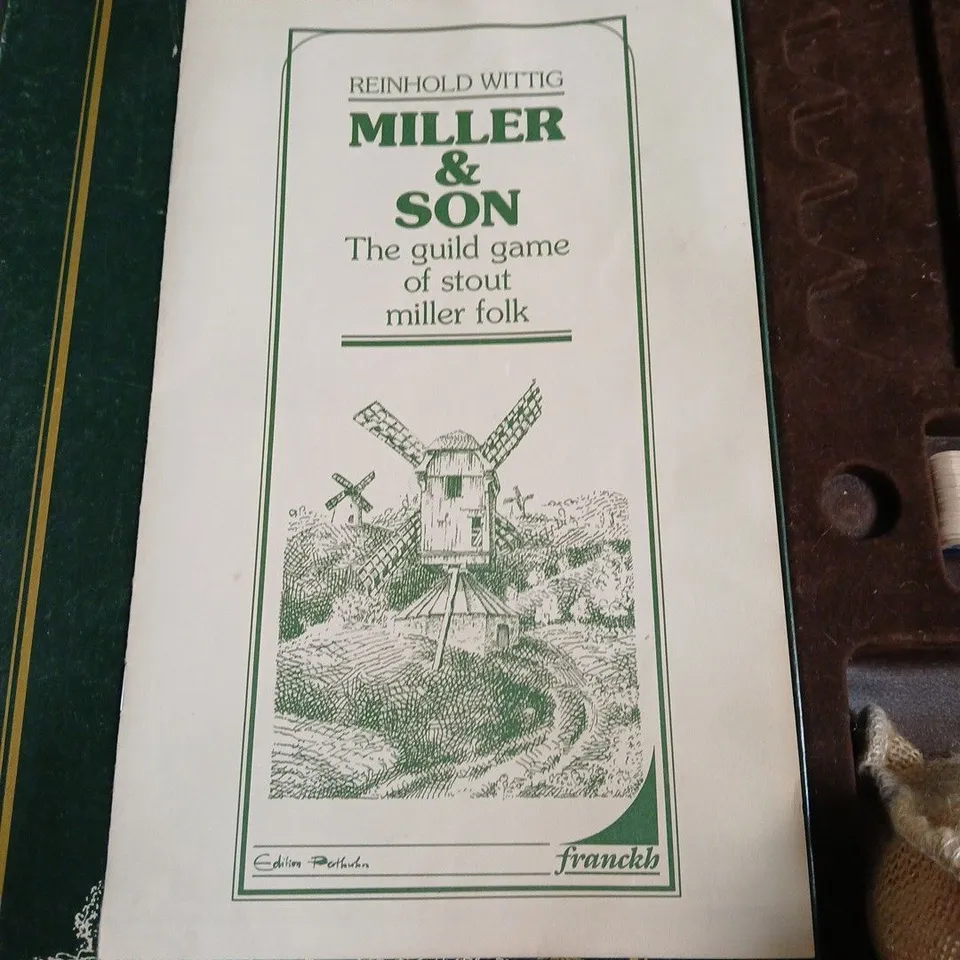 REINHOLD WITTIG
MILLER
&
SON
The guild game
of stout
miller folk
Edition Perlhuhn
franckh